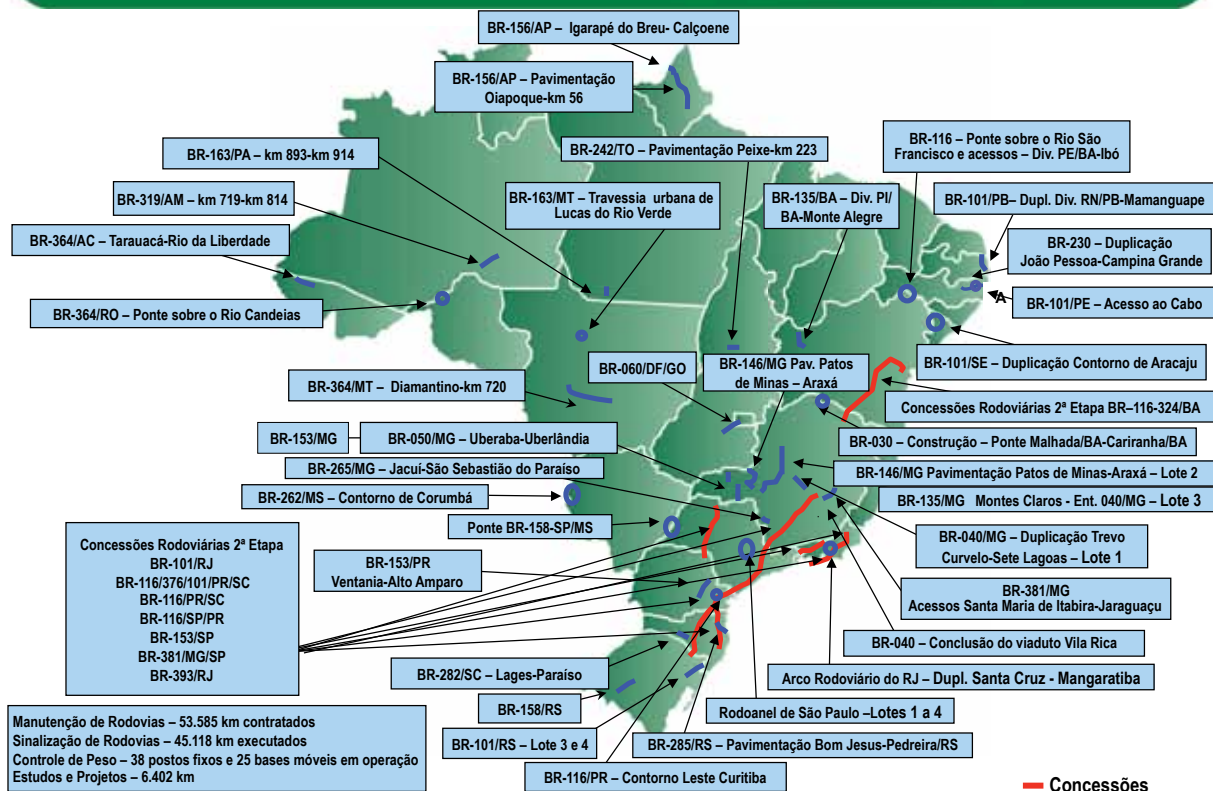 BR-156/AP – Igarapé do Breu- Calçoene
BR-156/AP – Pavimentação
Oiapoque-km 56
BR-163/PA – km 893-km 914
BR-242/TO – Pavimentação Peixe-km 223
BR-116 – Ponte sobre o Rio São
Francisco e acessos – Div. PE/BA-Ibó
BR-319/AM – km 719-km 814
BR-163/MT – Travessia urbana de
Lucas do Rio Verde
BR-135/BA – Div. PI/
BA-Monte Alegre
BR-101/PB– Dupl. Div. RN/PB-Mamanguape
BR-364/AC – Tarauacá-Rio da Liberdade
BR-230 – Duplicação
João Pessoa-Campina Grande
BR-364/RO – Ponte sobre o Rio Candeias
A
BR-101/PE – Acesso ao Cabo
BR-101/SE – Duplicação Contorno de Aracaju
BR-060/DF/GO
BR-146/MG Pav. Patos
de Minas – Araxá
BR-364/MT – Diamantino-km 720
Concessões Rodoviárias 2ª Etapa BR–116-324/BA
BR-153/MG
BR-050/MG – Uberaba-Uberlândia
BR-030 – Construção – Ponte Malhada/BA-Cariranha/BA
BR-265/MG – Jacuí-São Sebastião do Paraíso
BR-146/MG Pavimentação Patos de Minas-Araxá – Lote 2
BR-262/MS – Contorno de Corumbá
BR-135/MG Montes Claros - Ent. 040/MG – Lote 3
Ponte BR-158-SP/MS
BR-040/MG – Duplicação Trevo
Curvelo-Sete Lagoas – Lote 1
Concessões Rodoviárias 2ª Etapa
BR-101/RJ
BR-116/376/101/PR/SC
BR-116/PR/SC
BR-116/SP/PR
BR-153/SP
BR-381/MG/SP
BR-393/RJ
BR-153/PR
Ventania-Alto Amparo
BR-381/MG
Acessos Santa Maria de Itabira-Jaraguaçu
BR-040 – Conclusão do viaduto Vila Rica
BR-282/SC – Lages-Paraíso
Arco Rodoviário do RJ – Dupl. Santa Cruz - Mangaratiba
BR-158/RS
Rodoanel de São Paulo –Lotes 1 a 4
BR-101/RS – Lote 3 e 4
BR-285/RS – Pavimentação Bom Jesus-Pedreira/RS
BR-116/PR – Contorno Leste Curitiba
Manutenção de Rodovias – 53.585 km contratados
Sinalização de Rodovias – 45.118 km executados
Controle de Peso – 38 postos fixos e 25 bases móveis em operação
Estudos e Projetos – 6.402 km
Concessões